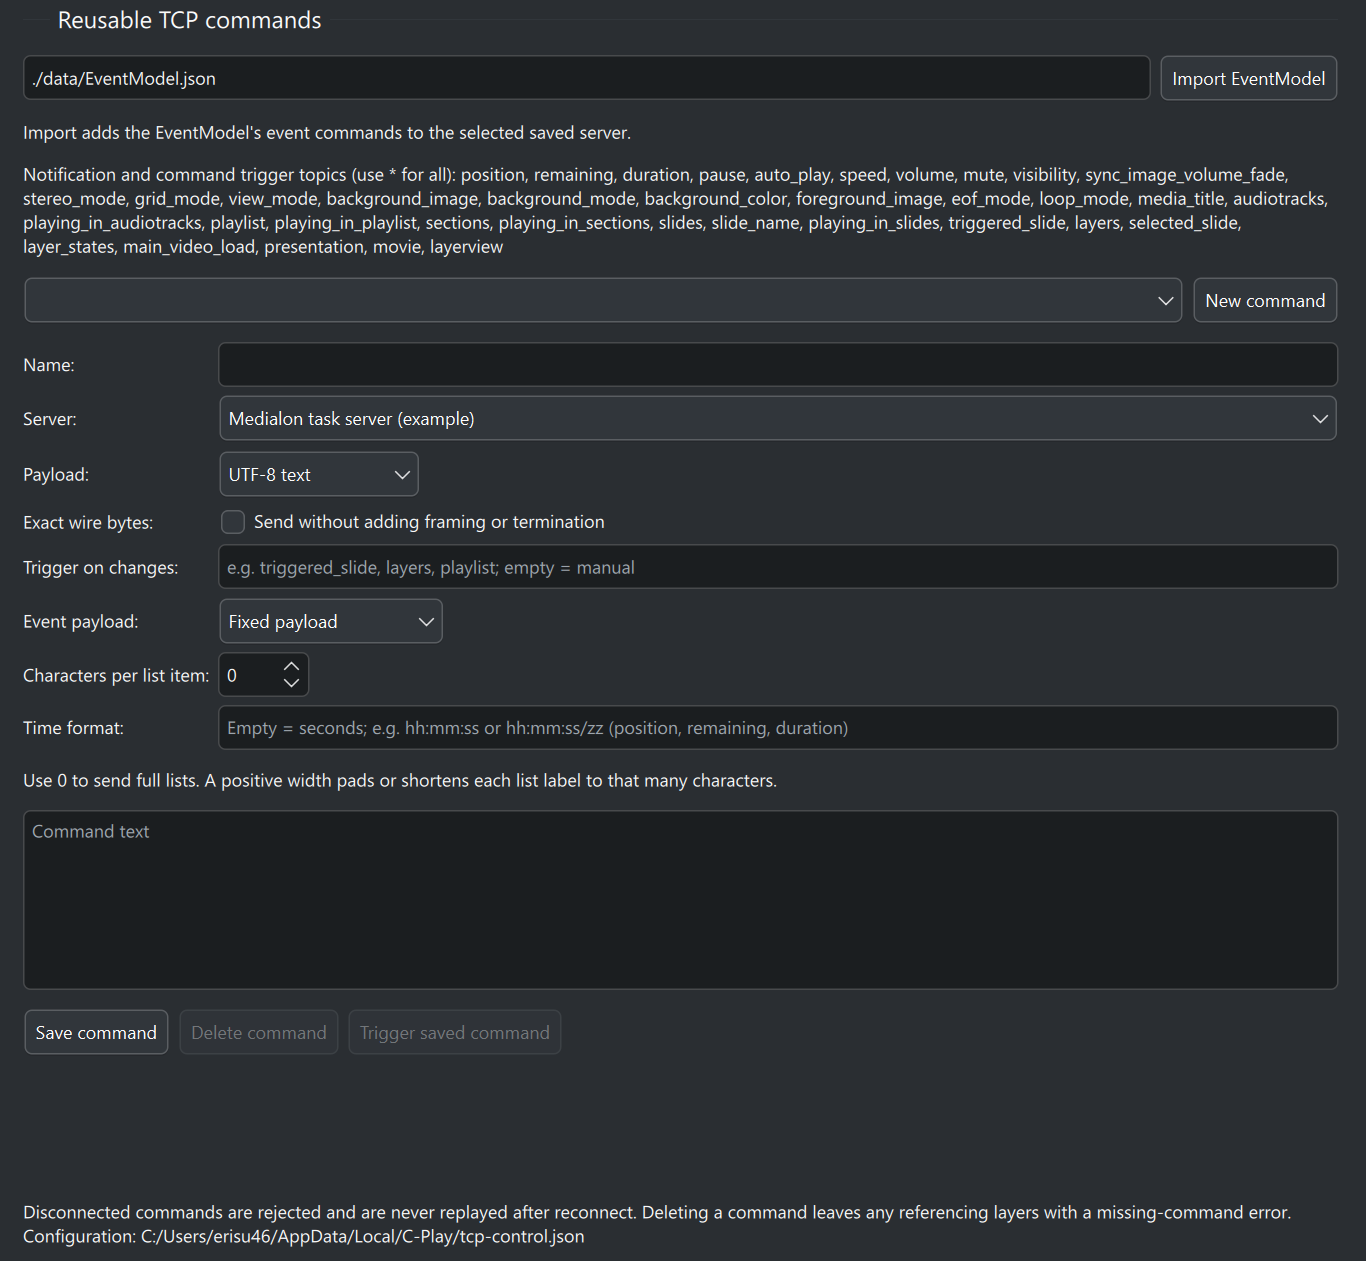 Reusable TCP commands
./data/EventModel.json
Import EventModel
Import adds the EventModel's event commands to the selected saved server.
Notification and command trigger topics (use * for all): position, remaining, duration, pause, auto_play, speed, volume, mute, visibility, sync_image_volume_fade,
stereo_mode, grid_mode, view_mode, background_image, background_mode, background_color, foreground_image, eof_mode, loop_mode, media_title, audiotracks,
playing_in_audiotracks, playlist, playing_in_playlist, sections, playing_in_sections, slides, slide_name, playing_in_slides, triggered_slide, layers, selected_slide,
layer_states, main_video_load, presentation, movie, layerview
New command
Name:
Server:
Medialon task server (example)
Payload:
UTF-8 text
Exact wire bytes:
Send without adding framing or termination
Trigger on changes:
e.g. triggered_slide, layers, playlist; empty = manual
Event payload:
Fixed payload
Characters per list item:
0
Time format:
Empty = seconds; e.g. hh:mm:ss or hh:mm:ss/zz (position, remaining, duration)
Use 0 to send full lists. A positive width pads or shortens each list label to that many characters.
Command text
Save command
Delete command
Trigger saved command
Disconnected commands are rejected and are never replayed after reconnect. Deleting a command leaves any referencing layers with a missing-command error.
Configuration: C:/Users/erisu46/AppData/Local/C-Play/tcp-control.json